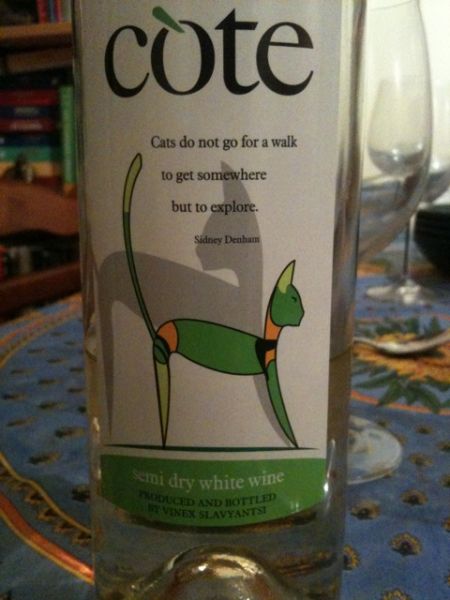 còte
Cats do not go for a walk
to get somewhere
but to explore.
Sidney Denham
semi dry white wine
PRODUCED AND BOTTLED
BY VINEX SLAVYANTSI